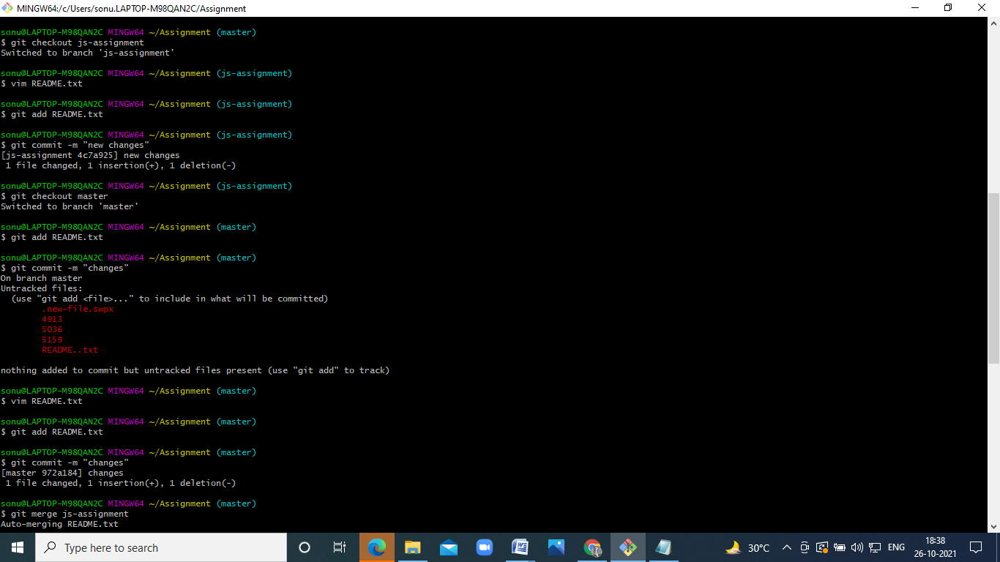 MINGW64:/c/Users/sonu.LAPTOP-M98QAN2C/Assignment
sonu@LAPTOP-M98QAN2C MINGW64 ~/Assignment (master)
$ git checkout js-assignment
Switched to branch 'js-assignment'
sonu@LAPTOP-M98QAN2C MINGW64 ~/Assignment (js-assignment)
$ vim README.txt
sonu@LAPTOP-M98QAN2C MINGW64 ~/Assignment (js-assignment)
$ git add README.txt
sonu@LAPTOP-M98QAN2C MINGW64 ~/Assignment (js-assignment)
$ git commit -m "new changes"
[js-assignment 4c7a925] new changes
 1 file changed, 1 insertion(+), 1 deletion(-)
sonu@LAPTOP-M98QAN2C MINGW64 ~/Assignment (js-assignment)
$ git checkout master
Switched to branch 'master'
sonu@LAPTOP-M98QAN2C MINGW64 ~/Assignment (master)
$ git add README.txt
sonu@LAPTOP-M98QAN2C MINGW64 ~/Assignment (master)
$ git commit -m "changes"
On branch master
Untracked files:
  (use "git add <file>..." to include in what will be committed)
        .new-file.swpx
        4913
        5036
        5159
        README..txt
nothing added to commit but untracked files present (use "git add" to track)
sonu@LAPTOP-M98QAN2C MINGW64 ~/Assignment (master)
$ vim README.txt
sonu@LAPTOP-M98QAN2C MINGW64 ~/Assignment (master)
$ git add README.txt
sonu@LAPTOP-M98QAN2C MINGW64 ~/Assignment (master)
$ git commit -m "changes"
[master 972a184] changes
 1 file changed, 1 insertion(+), 1 deletion(-)
sonu@LAPTOP-M98QAN2C MINGW64 ~/Assignment (master)
$ git merge js-assignment
Auto-merging README.txt
Type here to search
30°C
ENG
18:38
26-10-2021